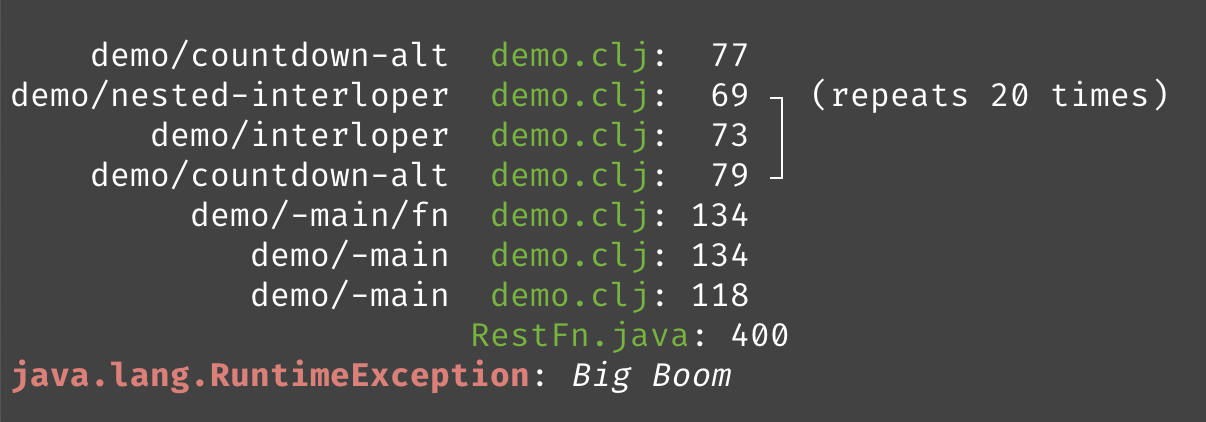 demo/countdown-alt  demo.clj:  77
demo/nested-interloper  demo.clj:  69  (repeats 20 times)
demo/interloper  demo.clj:  73
demo/countdown-alt  demo.clj:  79
demo/-main/fn  demo.clj: 134
demo/-main  demo.clj: 134
demo/-main  demo.clj: 118
RestFn.java: 400
java.lang.RuntimeException: Big Boom